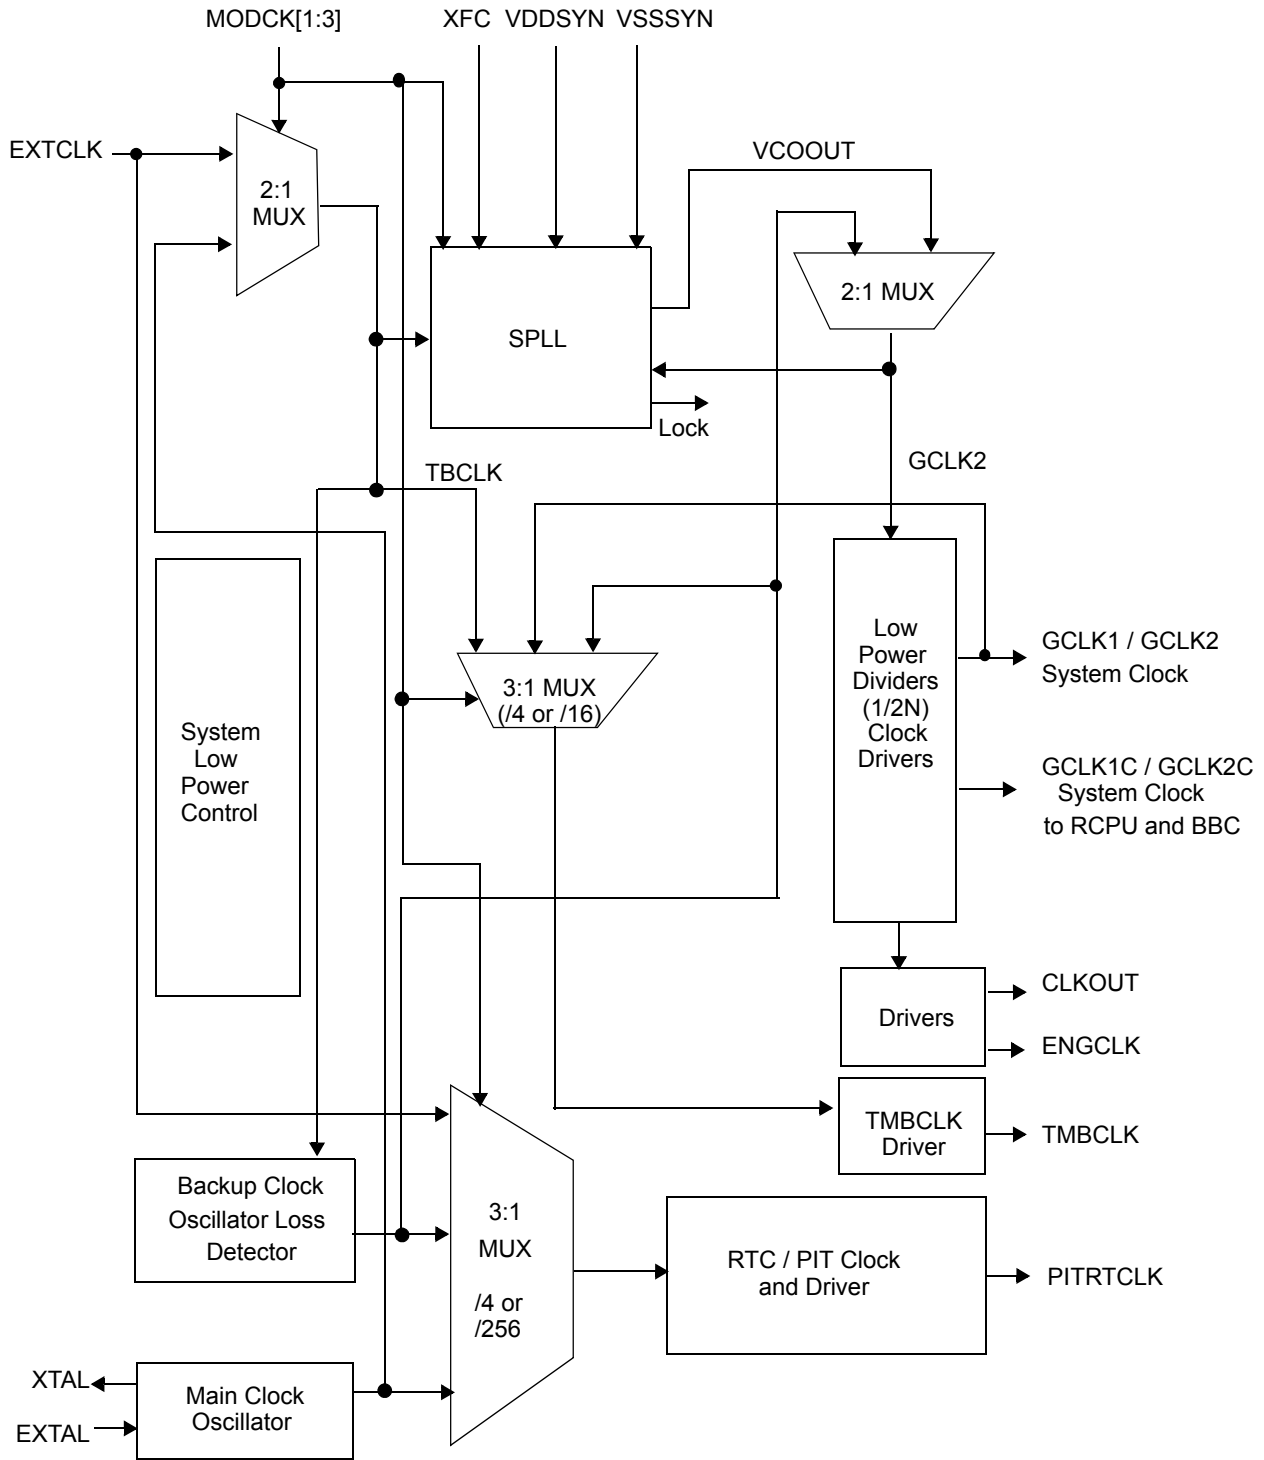 MODCK[1:3]
XFC VDDSYN VSSSYN
EXTCLK
2:1
MUX
VCOOUT
2:1 MUX
SPLL
Lock
GCLK2
TBCLK
Low
Power
Dividers
(1/2N)
Clock
Drivers
GCLK1 / GCLK2
System Clock
3:1 MUX
(/4 or /16)
System
Low
Power
Control
GCLK1C / GCLK2C
System Clock
to RCPU and BBC
Drivers
CLKOUT
ENGCLK
TMBCLK
Driver
TMBCLK
Backup Clock
Oscillator Loss
Detector
3:1
MUX
/4 or
/256
RTC / PIT Clock
and Driver
PITRTCLK
XTAL
EXTAL
Main Clock
Oscillator